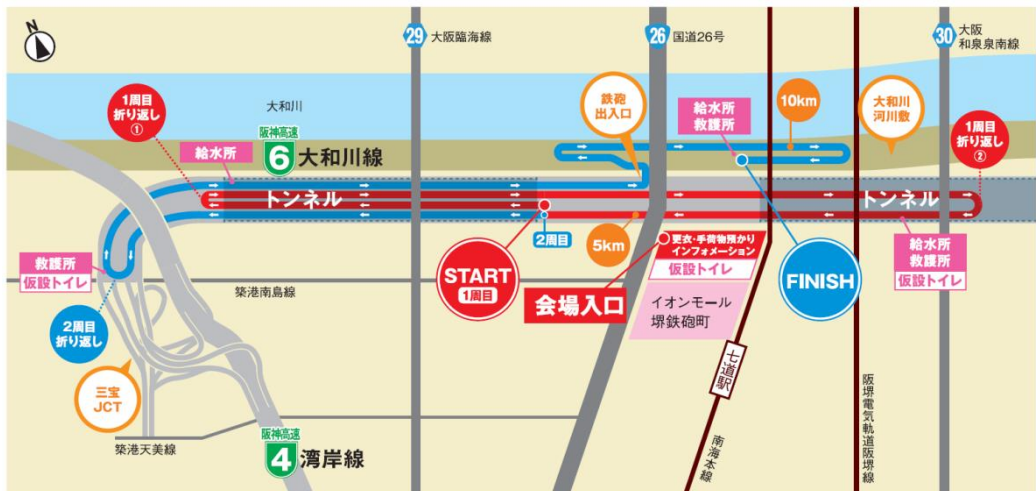 N
29
大阪臨海線
26
国道26号
30
大阪
和泉泉南線
1周目
折り返し
①
大和川
鉄砲
出入口
給水所
救護所
10km
大和川
河川敷
1周目
折り返し
②
給水所
阪神高速
6
大和川線
トンネル
トンネル
2周目
5km
更衣・手荷物預かり
インフォメーション
仮設トイレ
給水所
救護所
仮設トイレ
救護所
仮設トイレ
START
1周目
会場入口
FINISH
築港南島線
イオンモール
堺鉄砲町
2周目
折り返し
三宝
JCT
七道駅
阪堺電気軌道阪堺線
南海本線
築港天美線
阪神高速
4
湾岸線